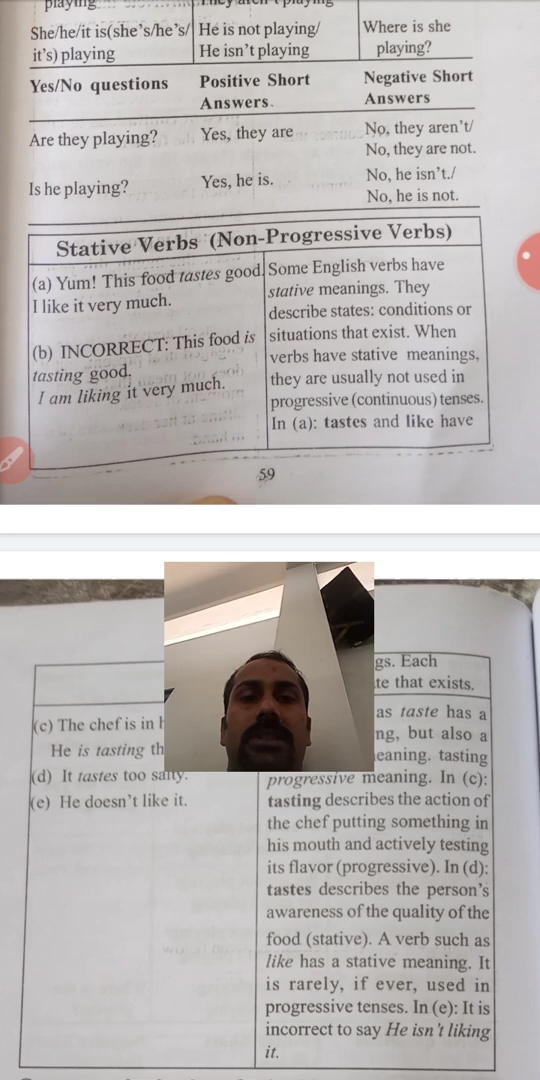 playing
She/he/it is(she's/he's/ He is not playing/ Where is she
it's) playing He isn't playing playing?
Yes/No questions Positive Short Negative Short
Answers. Answers
Are they playing? Yes, they are No, they aren't/
No, they are not.
Is he playing? Yes, he is. No, he isn't./
No, he is not.
Stative Verbs (Non-Progressive Verbs)
(a) Yum! This food tastes good.
I like it very much.
(b) INCORRECT: This food is
tasting good.
I am liking it very much.
Some English verbs have
stative meanings. They
describe states: conditions or
situations that exist. When
verbs have stative meanings,
they are usually not used in
progressive (continuous) tenses.
In (a): tastes and like have
59
gs. Each
te that exists.
(c) The chef is in
He is tasting
(d) It tastes too salty.
(e) He doesn't like it.
as taste has a
ng, but also a
eaning. tasting
progressive meaning. In (c):
tasting describes the action of
the chef putting something in
his mouth and actively testing
its flavor (progressive). In (d):
tastes describes the person's
awareness of the quality of the
food (stative). A verb such as
like has a stative meaning. It
is rarely, if ever, used in
progressive tenses. In (e): It is
incorrect to say He isn't liking
it.